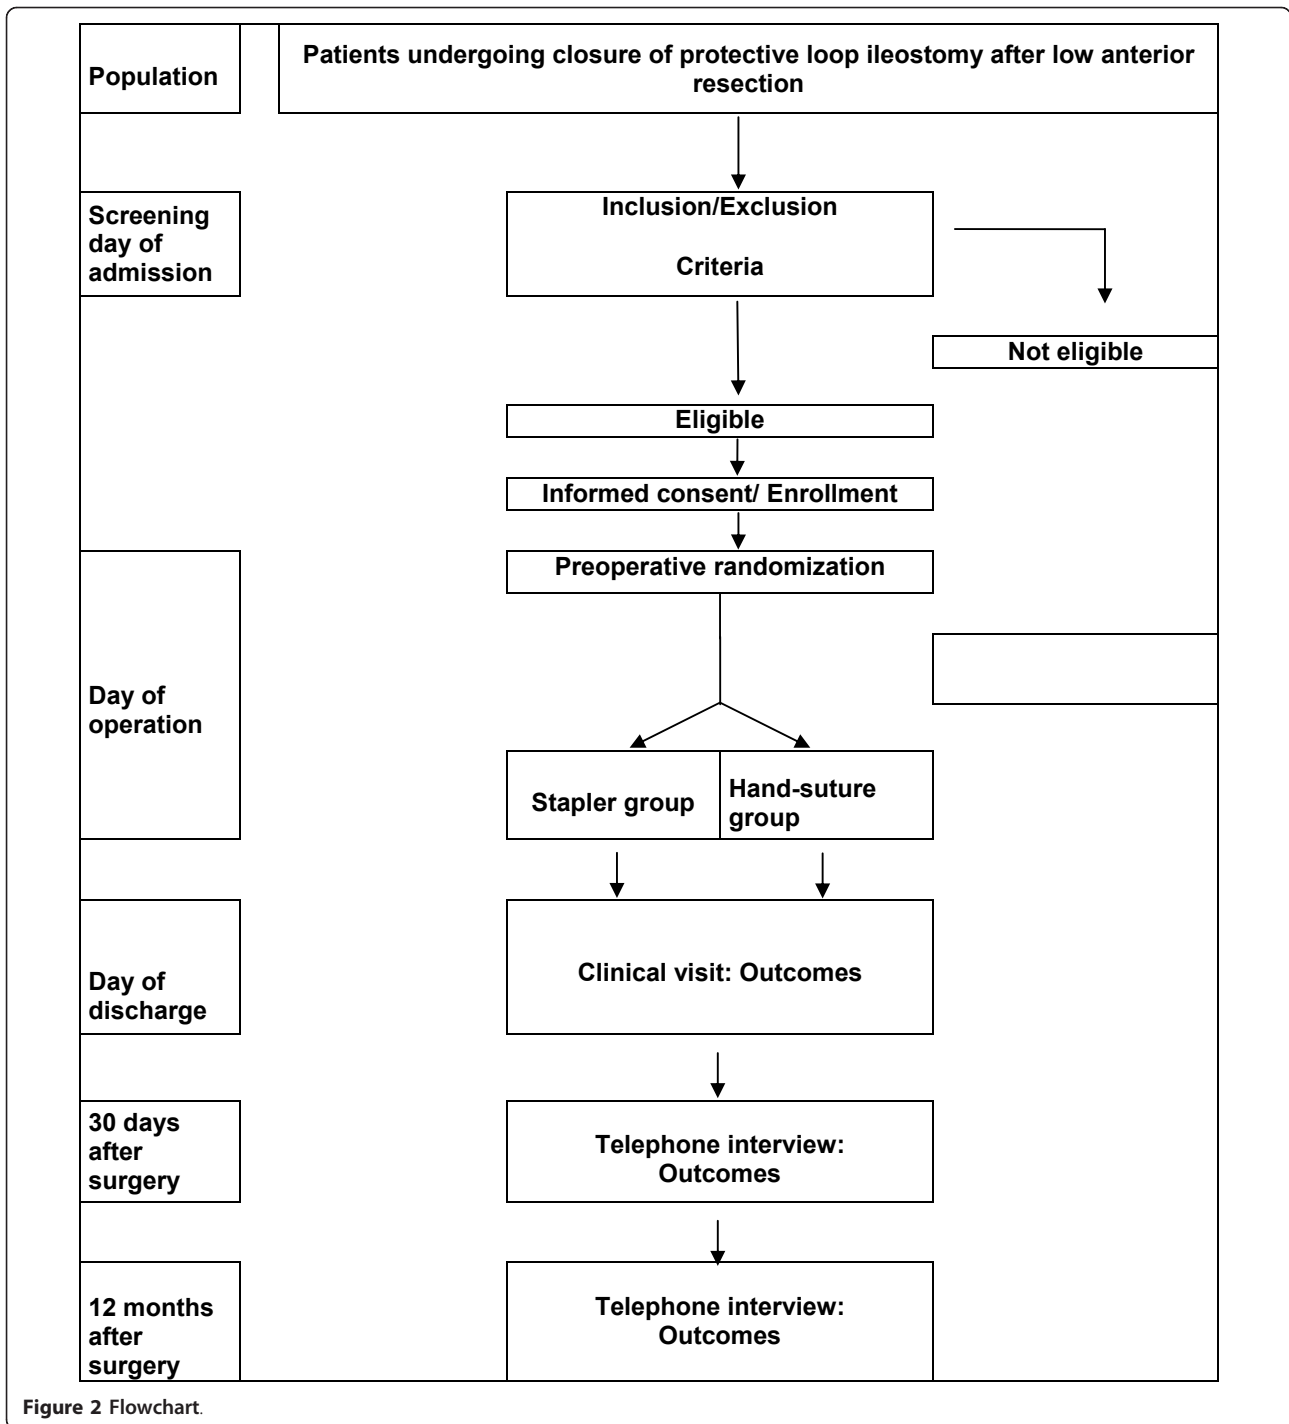 Population
Patients undergoing closure of protective loop ileostomy after low anterior
resection
Screening
day of
admission
Inclusion/Exclusion
Criteria
Not eligible
Eligible
Informed consent/ Enrollment
Preoperative randomization
Day of
operation
Stapler group
Hand-suture
group
Day of
discharge
Clinical visit: Outcomes
30 days
after
surgery
Telephone interview:
Outcomes
12 months
after
surgery
Telephone interview:
Outcomes
Figure 2 Flowchart.